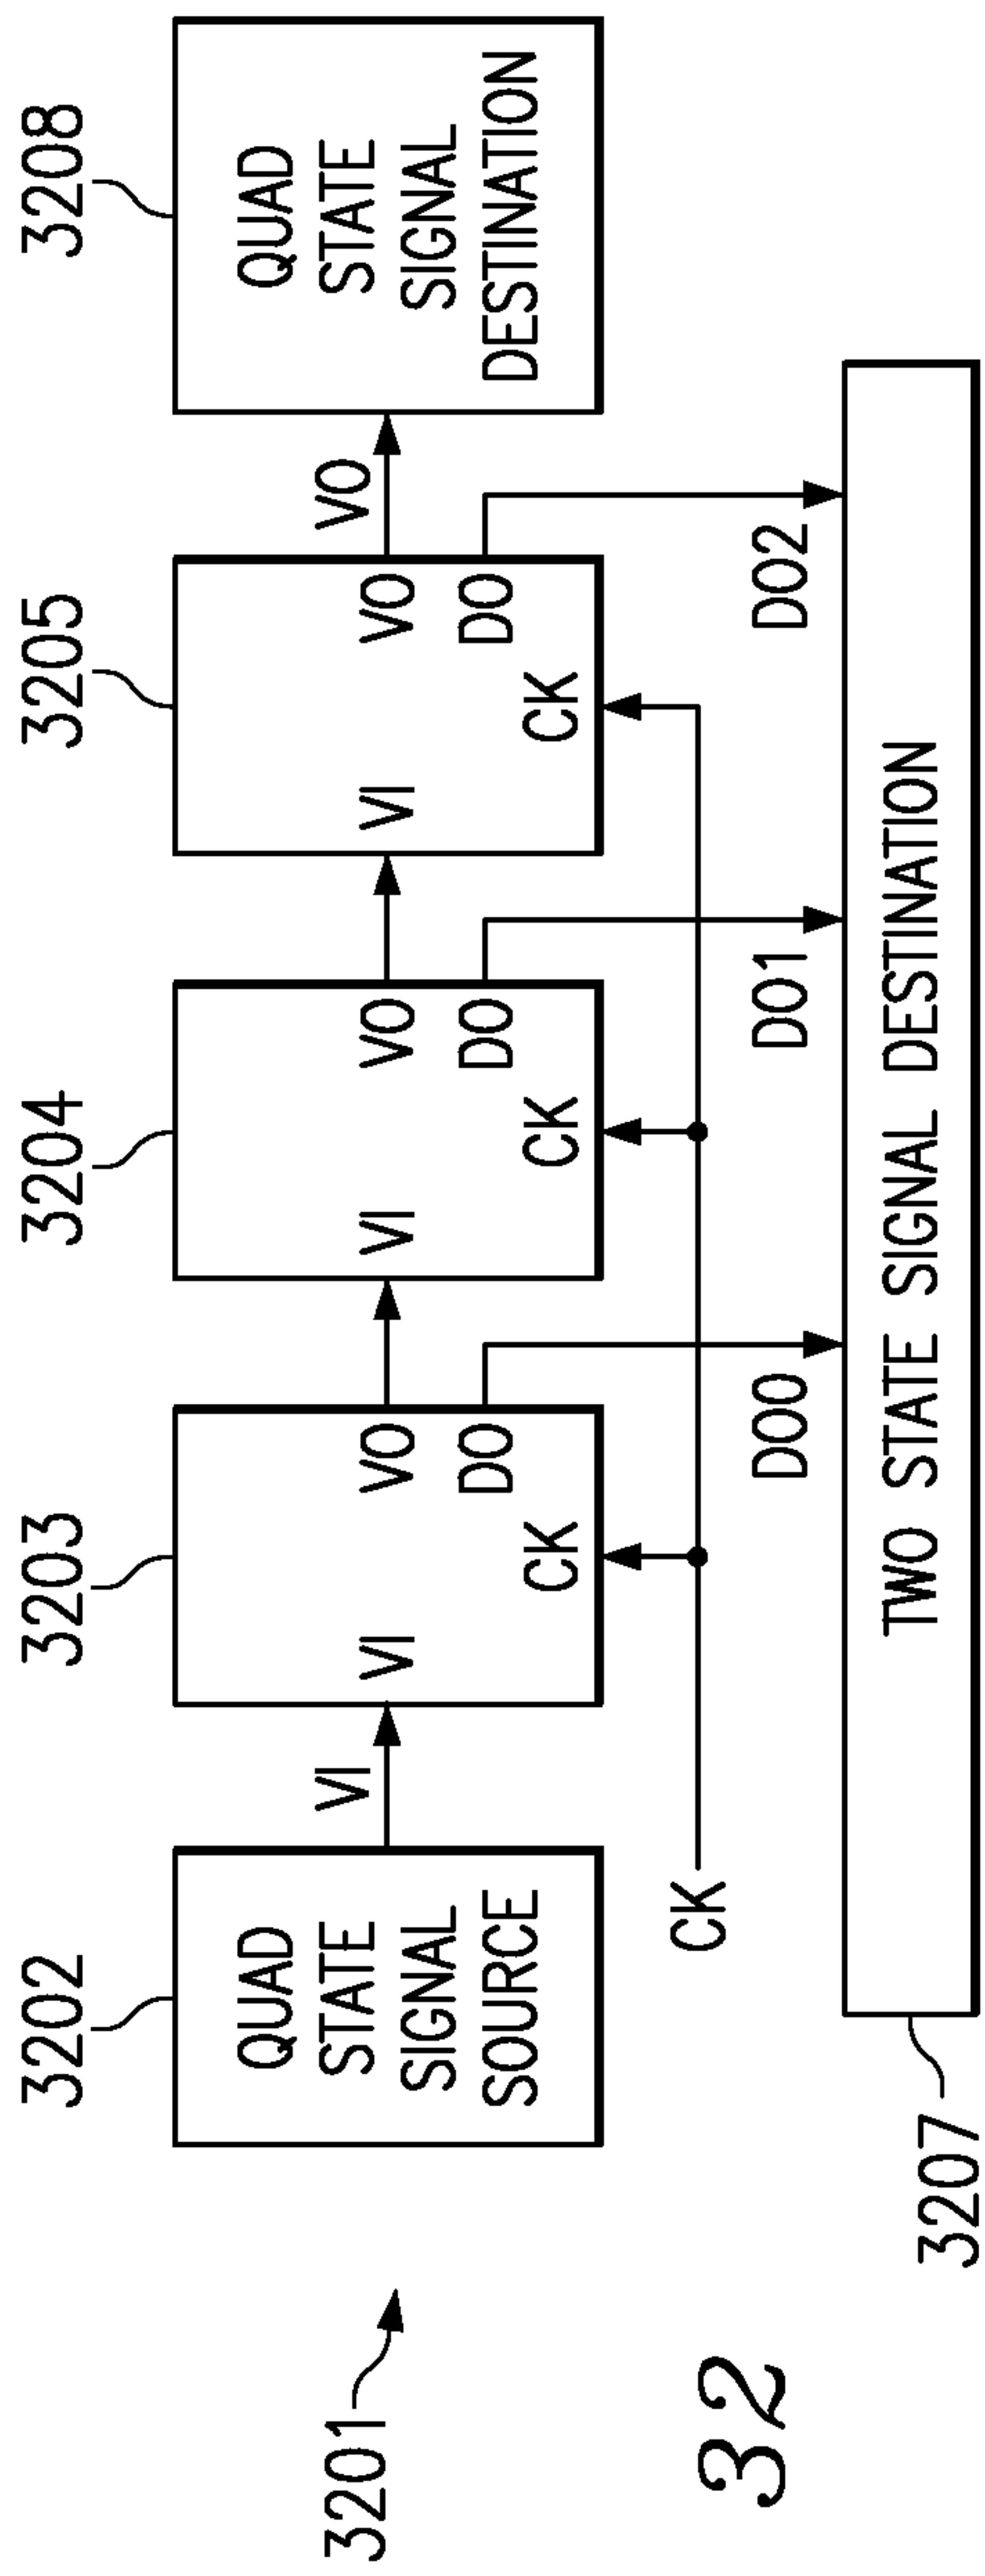 3202
3203
3204
3205
3208
QUAD
STATE
SIGNAL
SOURCE
VI
VI
VO
DO
CK
VI
VO
DO
CK
VI
VO
DO
CK
VO
QUAD
STATE
SIGNAL
DESTINATION
CK
DO0
DO1
DO2
TWO STATE SIGNAL DESTINATION
3207
3201
32